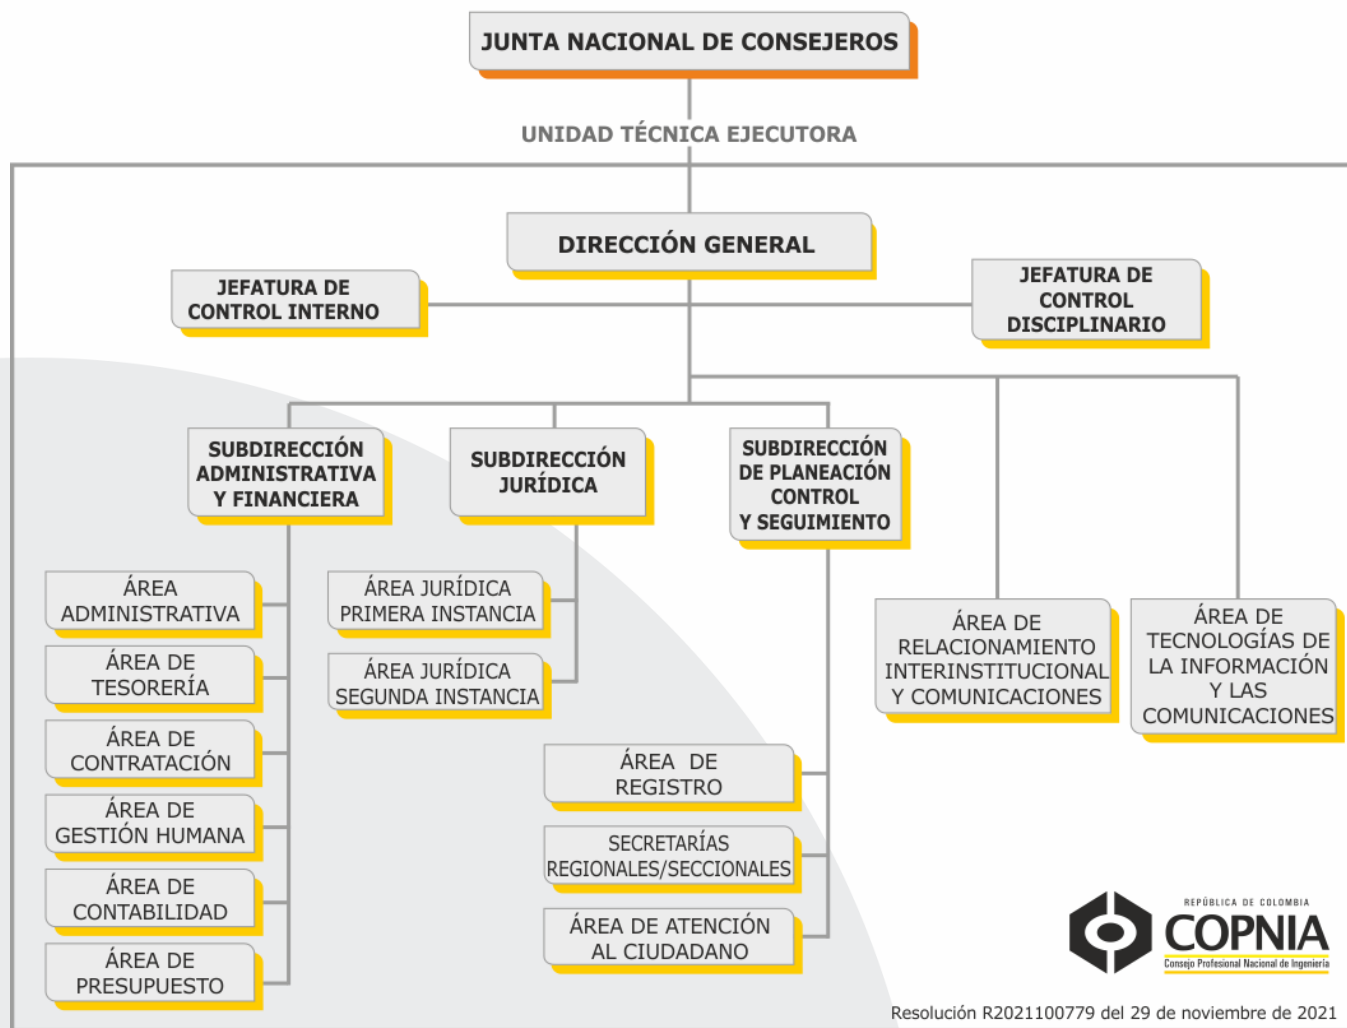 JUNTA NACIONAL DE CONSEJEROS
UNIDAD TÉCNICA EJECUTORA
DIRECCIÓN GENERAL
JEFATURA DE
CONTROL INTERNO
JEFATURA DE
CONTROL
DISCIPLINARIO
SUBDIRECCIÓN
ADMINISTRATIVA
Y FINANCIERA
SUBDIRECCIÓN
JURÍDICA
SUBDIRECCIÓN
DE PLANEACIÓN
CONTROL
Y SEGUIMIENTO
ÁREA
ADMINISTRATIVA
ÁREA DE
TESORERÍA
ÁREA DE
CONTRATACIÓN
ÁREA DE
GESTIÓN HUMANA
ÁREA DE
CONTABILIDAD
ÁREA DE
PRESUPUESTO
ÁREA JURÍDICA
PRIMERA INSTANCIA
ÁREA JURÍDICA
SEGUNDA INSTANCIA
ÁREA DE
REGISTRO
SECRETARÍAS
REGIONALES/SECCIONALES
ÁREA DE ATENCIÓN
AL CIUDADANO
ÁREA DE
RELACIONAMIENTO
INTERINSTITUCIONAL
Y COMUNICACIONES
ÁREA DE
TECNOLOGÍAS DE
LA INFORMACIÓN
Y LAS
COMUNICACIONES
REPÚBLICA DE COLOMBIA
COPNIA
Consejo Profesional Nacional de Ingeniería
Resolución R2021100779 del 29 de noviembre de 2021